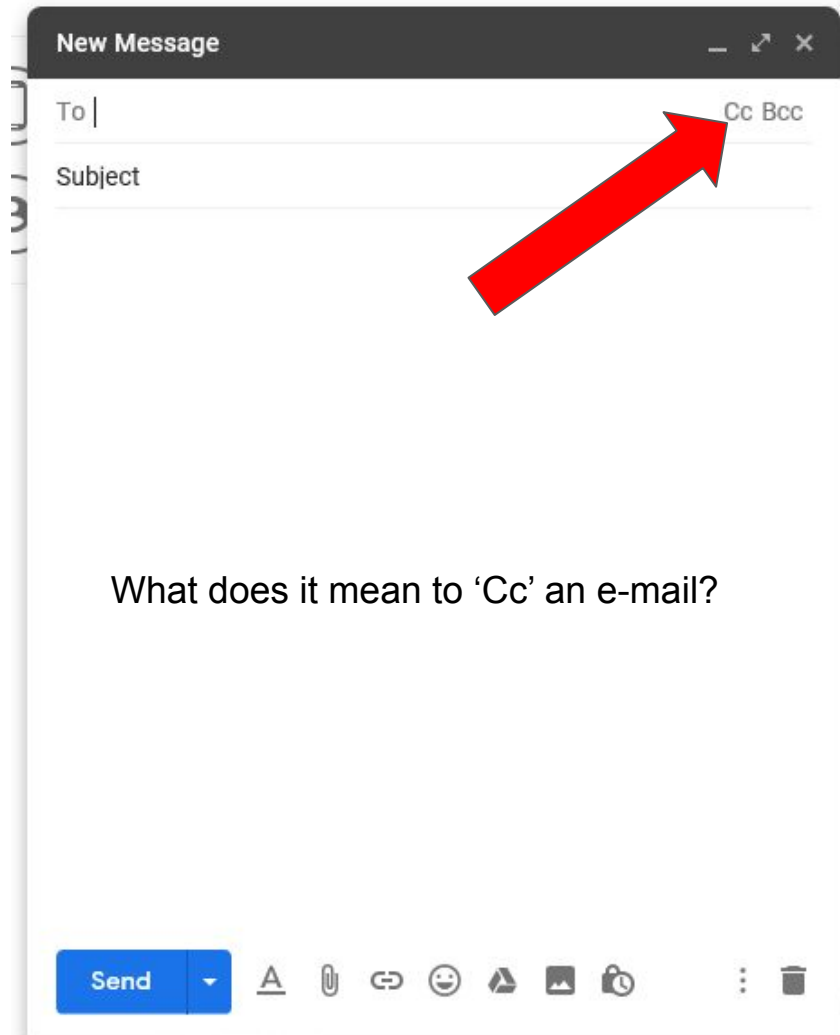 New Message
To
Cc Bcc
Subject
What does it mean to ‘Cc’ an e-mail?
Send